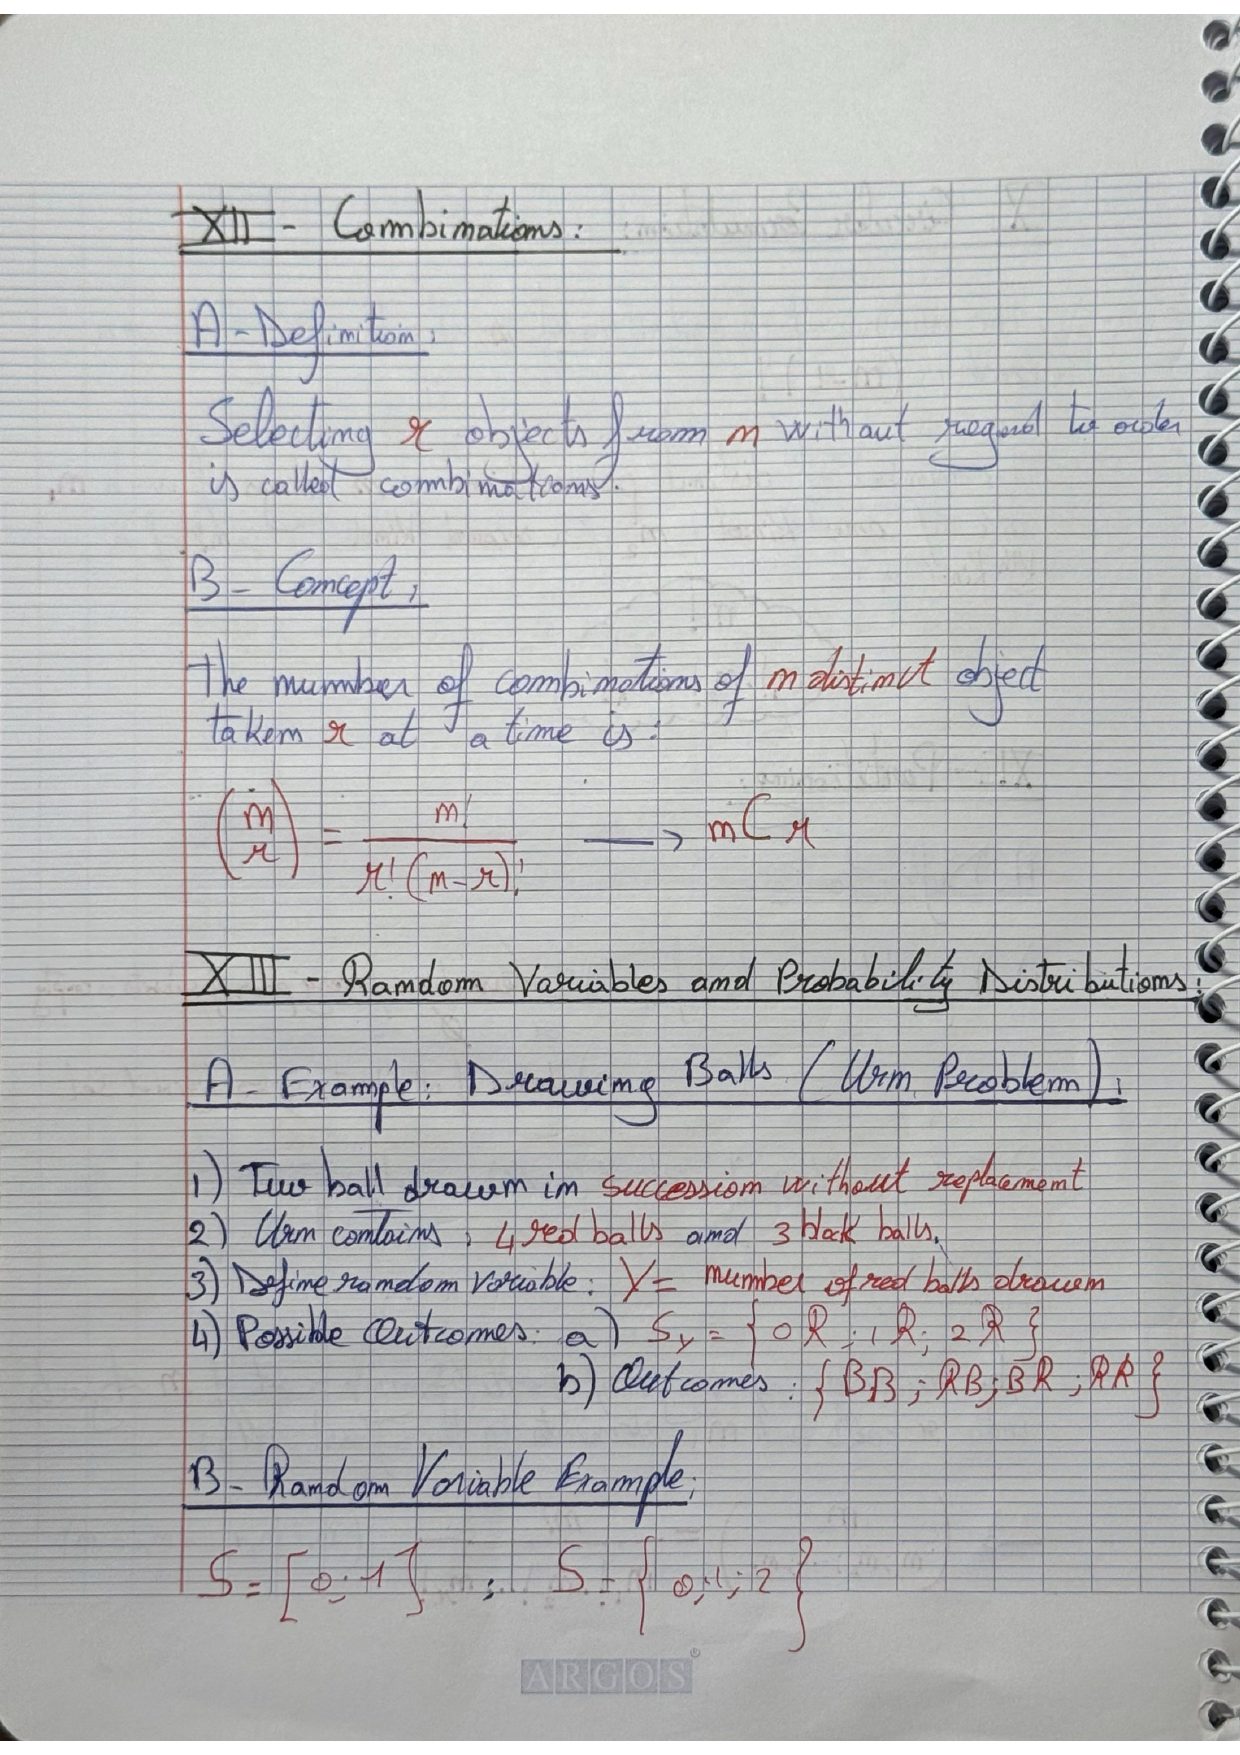 XII - Combinations:
A - Definition:
Selecting r objects from n without regard to order
is called combinations.
B - Concept:
The number of combinations of n distinct object
taken r at a time is:
(n r) = n! / r!(n-r)! → nCr
XIII - Random Variables and Probability Distributions:
A - Example: Drawing Balls (Urn Problem):
1) Two ball drawn in succession without replacement
2) Urn contains: 4 red balls and 3 black balls.
3) Define random variable: Y = number of red balls drawn
4) Possible Outcomes: a) Sy = {0R; 1R; 2R}
b) Outcomes: {BB; RB; BR; RR}
B - Random Variable Example:
S = [0; 1] ; S = {0; 1; 2}
ARGOS®